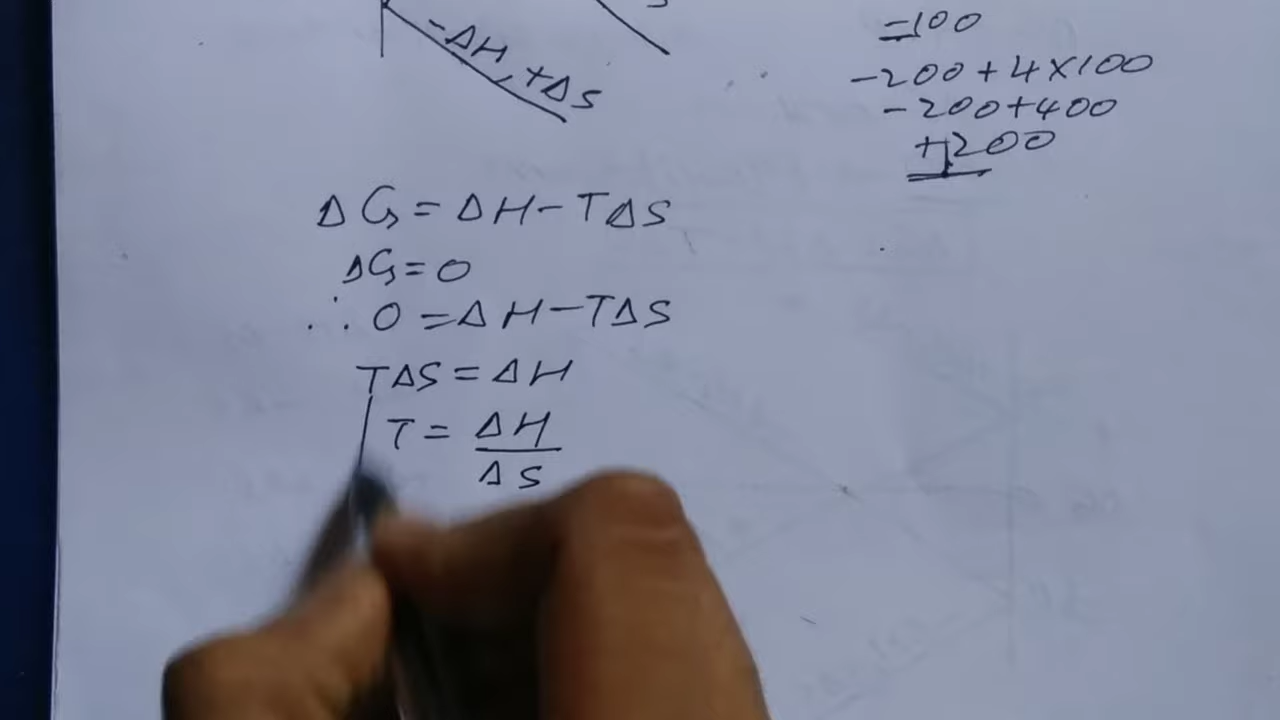 -ΔH, +ΔS
=100
-200+4×100
-200+400
+200
ΔG=ΔH-TΔS
ΔG=0
∴ 0=ΔH-TΔS
TΔS=ΔH
T=ΔH/ΔS